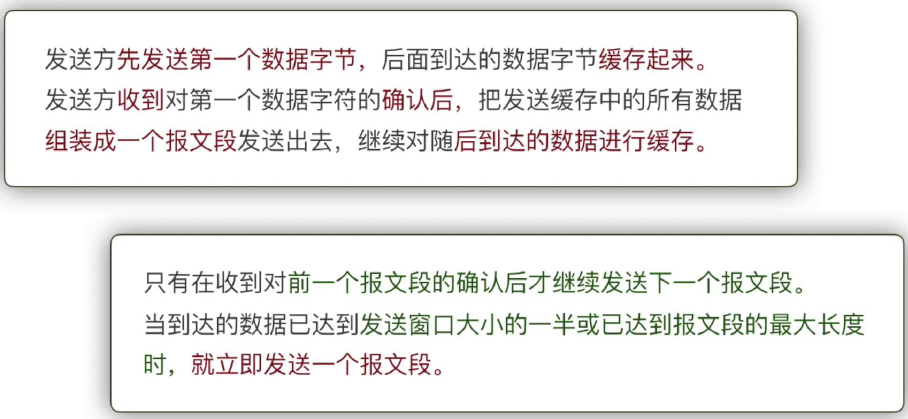 发送方先发送第一个数据字节，后面到达的数据字节缓存起来。
发送方收到对第一个数据字符的确认后，把发送缓存中的所有数据
组装成一个报文段发送出去，继续对随后到达的数据进行缓存。
只有在收到对前一个报文段的确认后才继续发送下一个报文段。
当到达的数据已达到发送窗口大小的一半或已达到报文段的最大长度
时，就立即发送一个报文段。